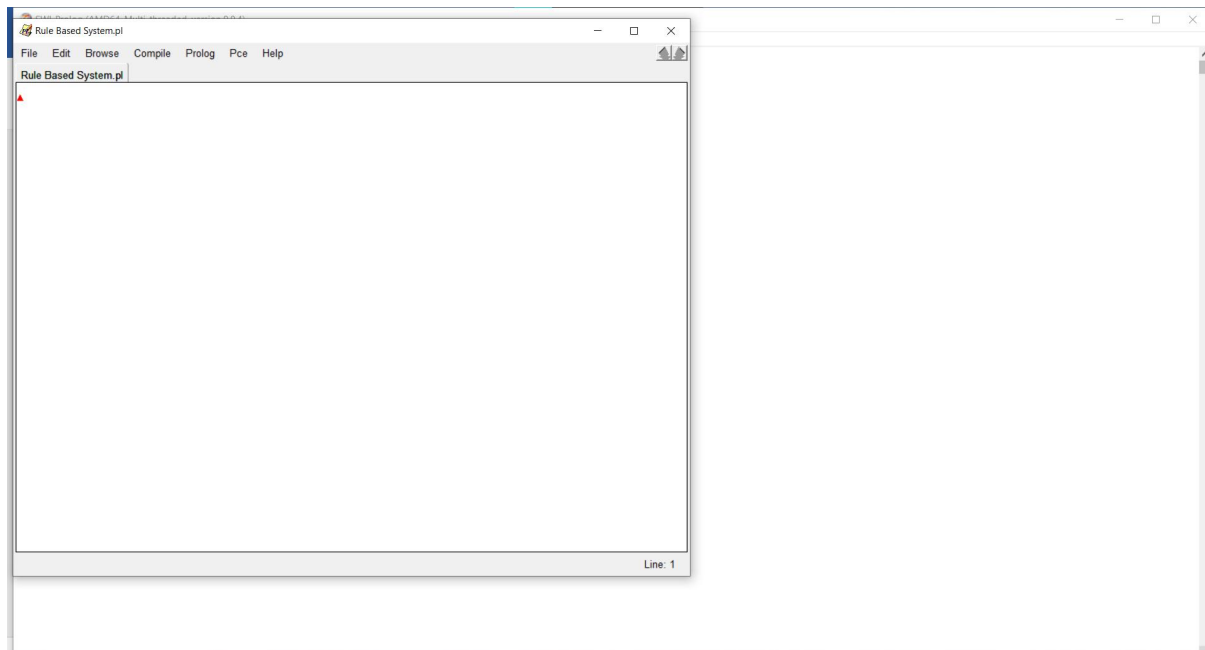 Rule Based System.pl
File Edit Browse Compile Prolog Pce Help
Rule Based System.pl
Line: 1